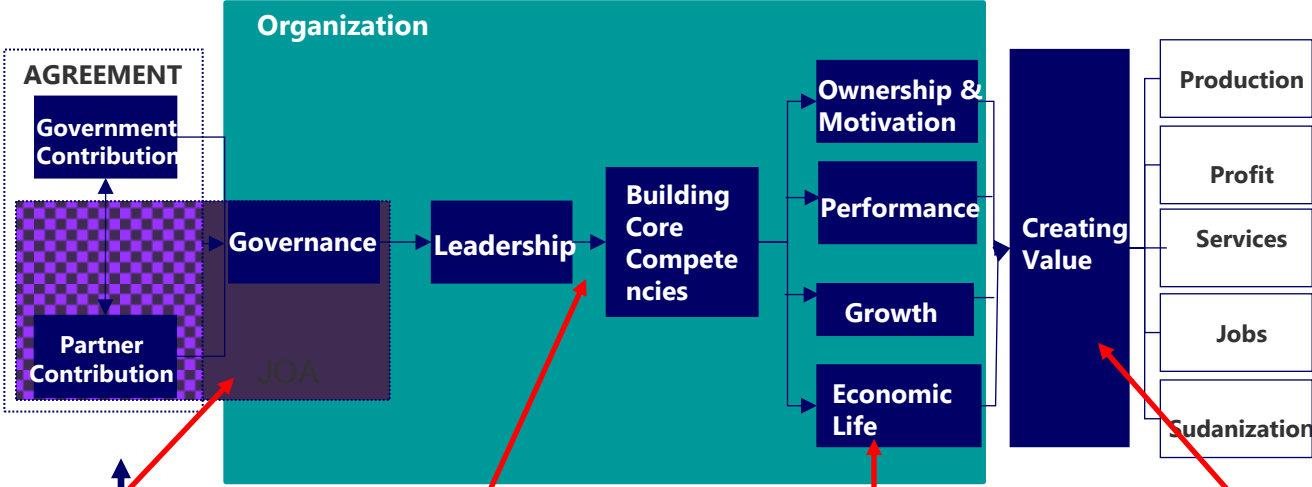 Organization
AGREEMENT
Government
Contribution
Governance
Partner
Contribution
JOA
Leadership
Building
Core
Compete
ncies
Ownership &
Motivation
Performance
Growth
Economic
Life
Creating
Value
Production
Profit
Services
Jobs
Sudanization